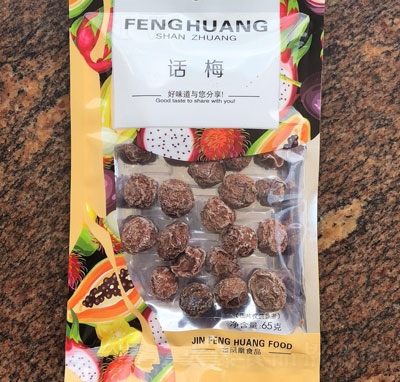 FENGHUANG
SHAN ZHUANG
话梅
好味道与您分享!
Good taste to share with you!
净含量:65克
JIN FENG HUANG FOOD